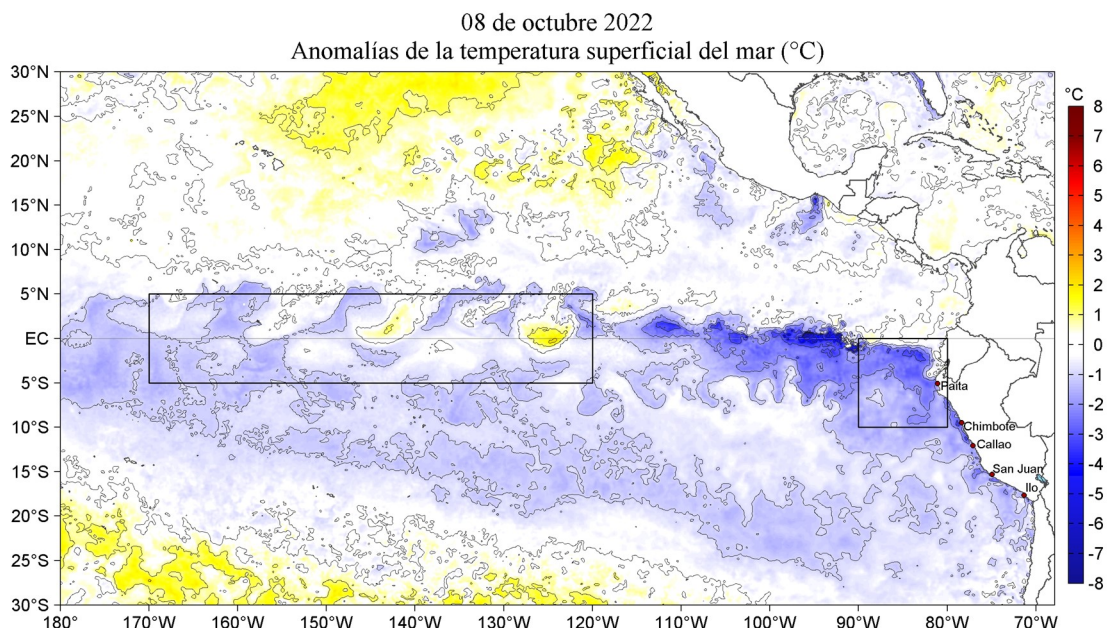 08 de octubre 2022
Anomalías de la temperatura superficial del mar (°C)
30°N
25°N
20°N
15°N
10°N
5°N
EC
5°S
10°S
15°S
20°S
25°S
30°S
180°W
170°W
160°W
150°W
140°W
130°W
120°W
110°W
100°W
90°W
80°W
70°W
Paita
Chimbote
Callao
San Juan
Ilo
°C
8
7
6
5
4
3
2
1
0
-1
-2
-3
-4
-5
-6
-7
-8